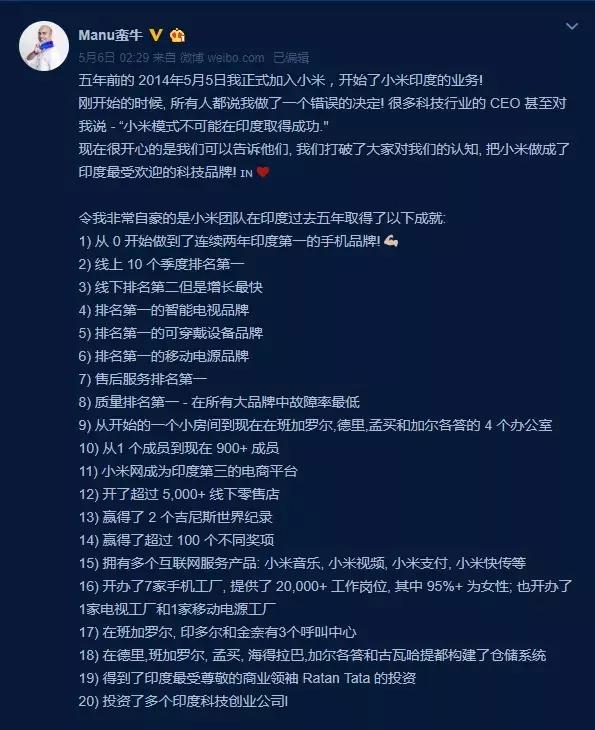 Manu蛮牛
5月6日 02:29 来自 微博 weibo.com 已编辑
五年前的 2014年5月5日我正式加入小米，开始了小米印度的业务!
刚开始的时候, 所有人都说我做了一个错误的决定! 很多科技行业的 CEO 甚至对
我说 - “小米模式不可能在印度取得成功."
现在很开心的是我们可以告诉他们, 我们打破了大家对我们的认知, 把小米做成了
印度最受欢迎的科技品牌! ɪɴ ❤
令我非常自豪的是小米团队在印度过去五年取得了以下成就:
1) 从 0 开始做到了连续两年印度第一的手机品牌! 💪🏻
2) 线上 10 个季度排名第一
3) 线下排名第二但是增长最快
4) 排名第一的智能电视品牌
5) 排名第一的可穿戴设备品牌
6) 排名第一的移动电源品牌
7) 售后服务排名第一
8) 质量排名第一 - 在所有大品牌中故障率最低
9) 从开始的一个小房间到现在在班加罗尔,德里,孟买和加尔各答的 4 个办公室
10) 从1 个成员到现在 900+ 成员
11) 小米网成为印度第三的电商平台
12) 开了超过 5,000+ 线下零售店
13) 赢得了 2 个吉尼斯世界纪录
14) 赢得了超过 100 个不同奖项
15) 拥有多个互联网服务产品: 小米音乐, 小米视频, 小米支付, 小米快传等
16) 开办了7家手机工厂, 提供了 20,000+ 工作岗位, 其中 95%+ 为女性; 也开办了
1家电视工厂和1家移动电源工厂
17) 在班加罗尔, 印多尔和金奈有3个呼叫中心
18) 在德里,班加罗尔, 孟买, 海得拉巴,加尔各答和古瓦哈提都构建了仓储系统
19) 得到了印度最受尊敬的商业领袖 Ratan Tata 的投资
20) 投资了多个印度科技创业公司l